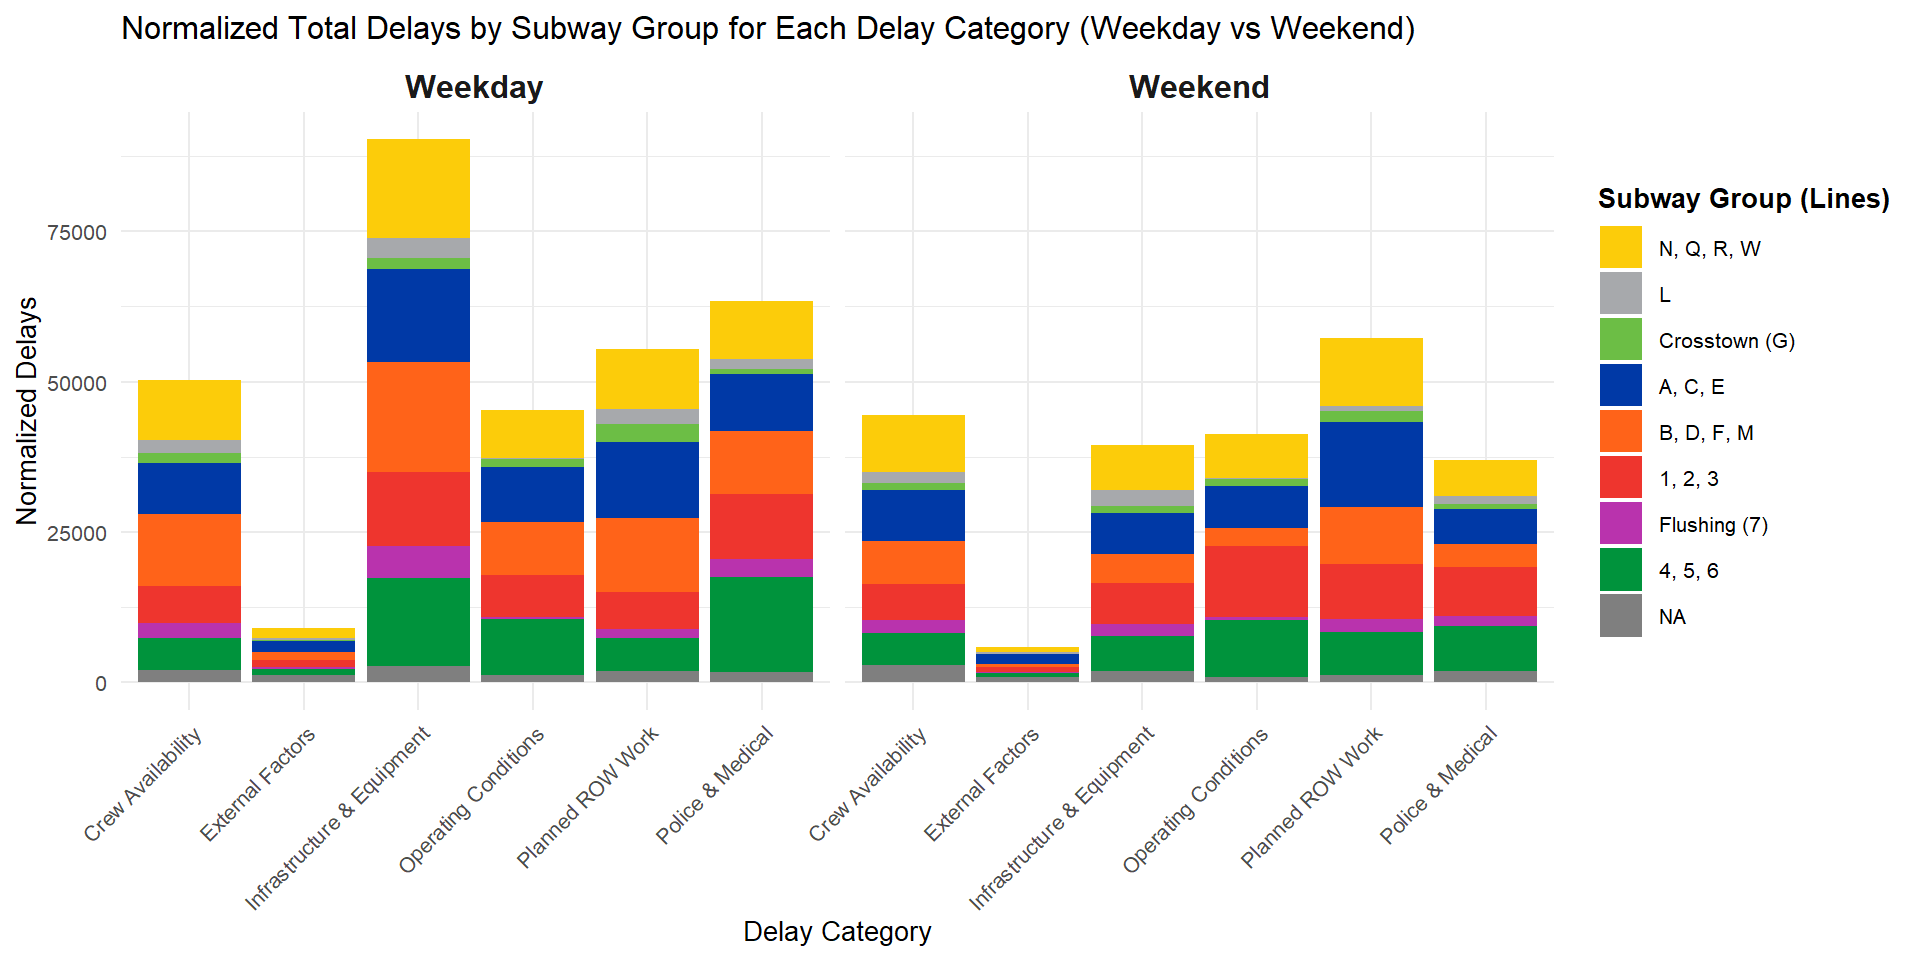 Normalized Total Delays by Subway Group for Each Delay Category (Weekday vs Weekend)
Weekday
Weekend
Normalized Delays
75000
50000
25000
0
Crew Availability
External Factors
Infrastructure & Equipment
Operating Conditions
Planned ROW Work
Police & Medical
Crew Availability
External Factors
Infrastructure & Equipment
Operating Conditions
Planned ROW Work
Police & Medical
Delay Category
Subway Group (Lines)
N, Q, R, W
L
Crosstown (G)
A, C, E
B, D, F, M
1, 2, 3
Flushing (7)
4, 5, 6
NA